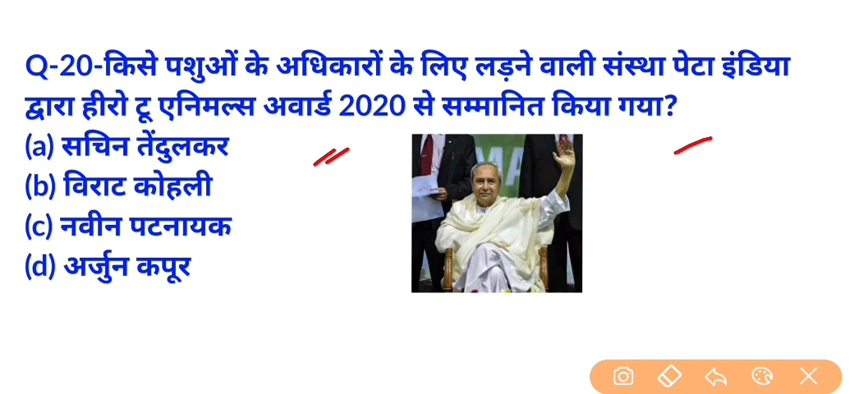 Q-20-किसे पशुओं के अधिकारों के लिए लड़ने वाली संस्था पेटा इंडिया
द्वारा हीरो टू एनिमल्स अवार्ड 2020 से सम्मानित किया गया?
(a) सचिन तेंदुलकर
(b) विराट कोहली
(c) नवीन पटनायक
(d) अर्जुन कपूर